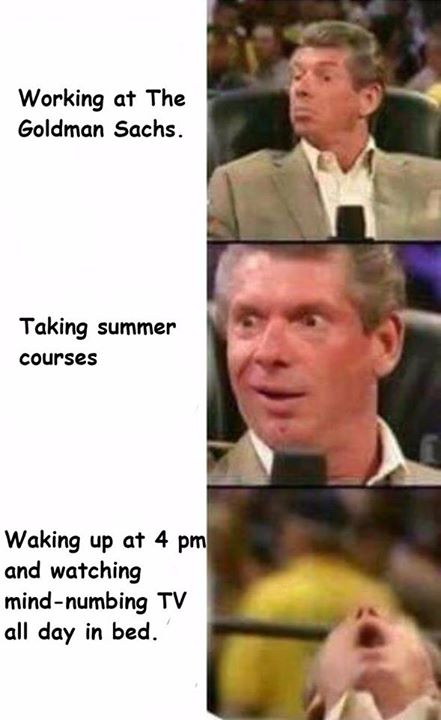 Working at The
Goldman Sachs.
Taking summer
courses
Waking up at 4 pm
and watching
mind-numbing TV
all day in bed.